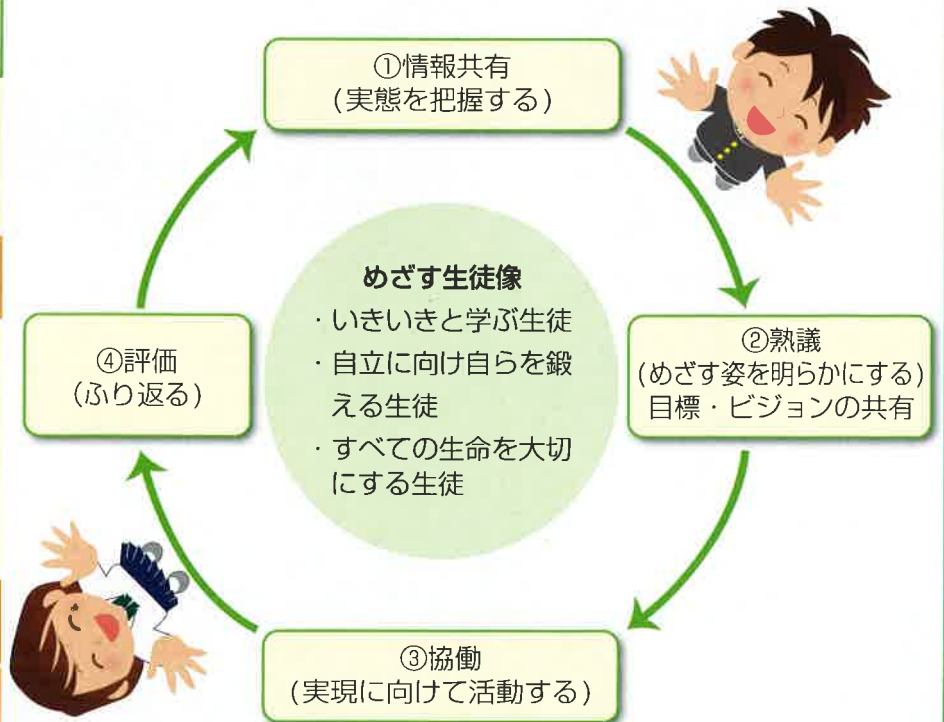 ①情報共有
(実態を把握する)
めざす生徒像
・いきいきと学ぶ生徒
・自立に向け自らを鍛
える生徒
・すべての生命を大切
にする生徒
②熟議
(めざす姿を明らかにする)
目標・ビジョンの共有
③協働
(実現に向けて活動する)
④評価
(ふり返る)